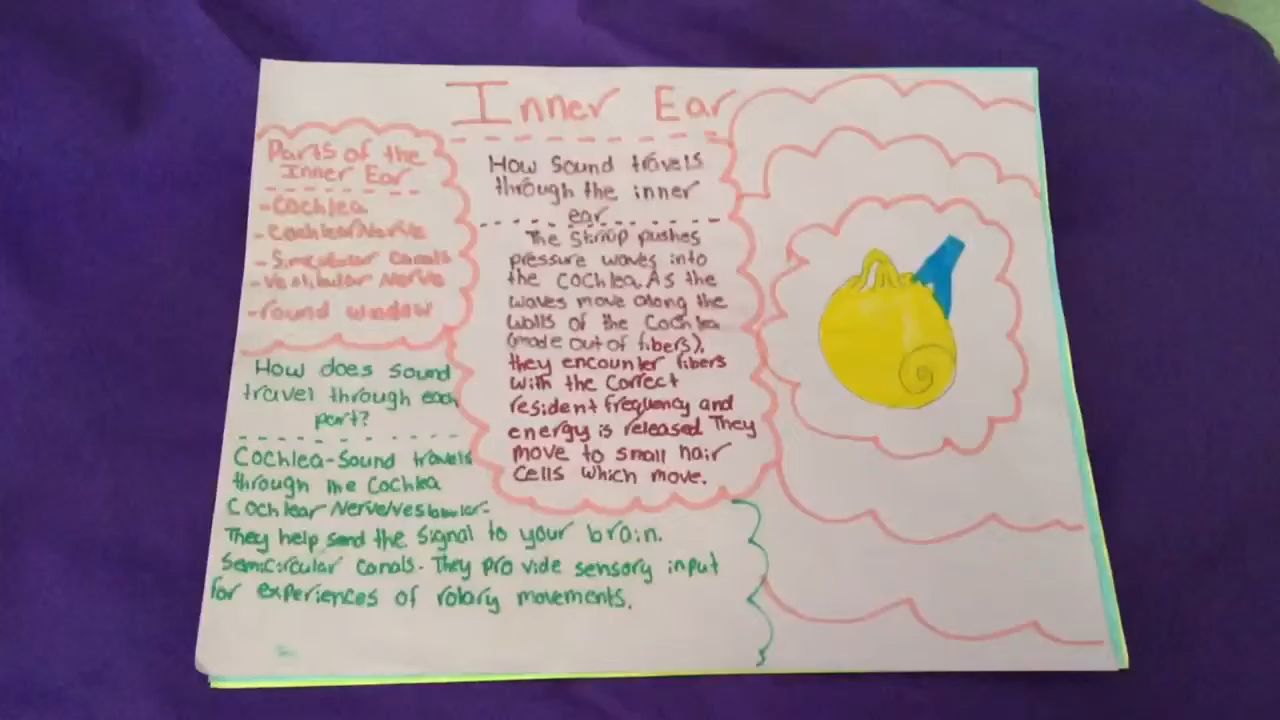 Inner Ear
Parts of the
Inner Ear
-Cochlea
-CochlearNerve
-Simicular canals
-vestibular Nerve
-round window
How Sound travels
through the inner
ear
The Stirrup pushes
pressure waves into
the Cochlea. As the
waves move along the
walls of the Cochlea
(made out of fibers),
they encounter fibers
with the correct
resident frequency and
energy is released They
move to small hair
cells which move.
How does sound
travel through each
part?
Cochlea-Sound travels
through the Cochlea
Cochlear Nerve/vestibular-
They help send the signal to your brain.
Semicircular canals- They provide sensory input
for experiences of rotary movements.